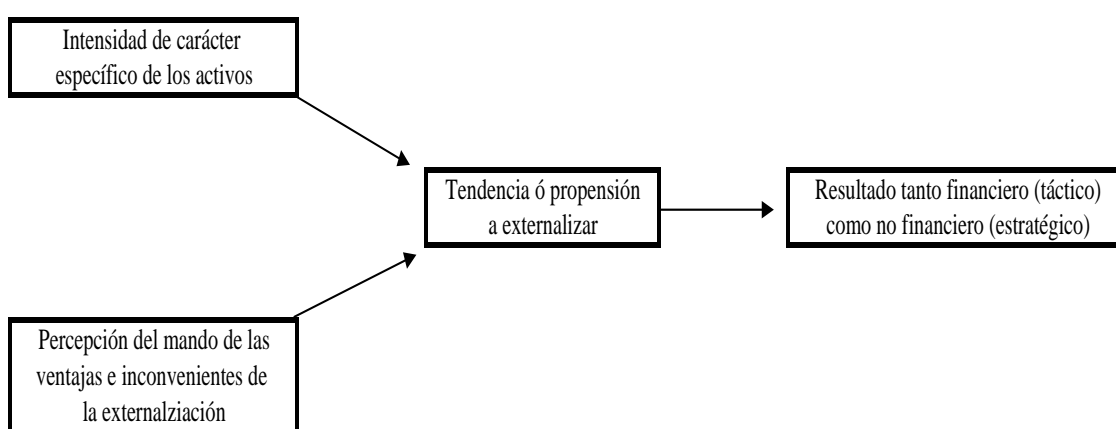 Intensidad de carácter
específico de los activos
Tendencia ó propensión
a externalizar
Resultado tanto financiero (táctico)
como no financiero (estratégico)
Percepción del mando de las
ventajas e inconvenientes de
la externalziación